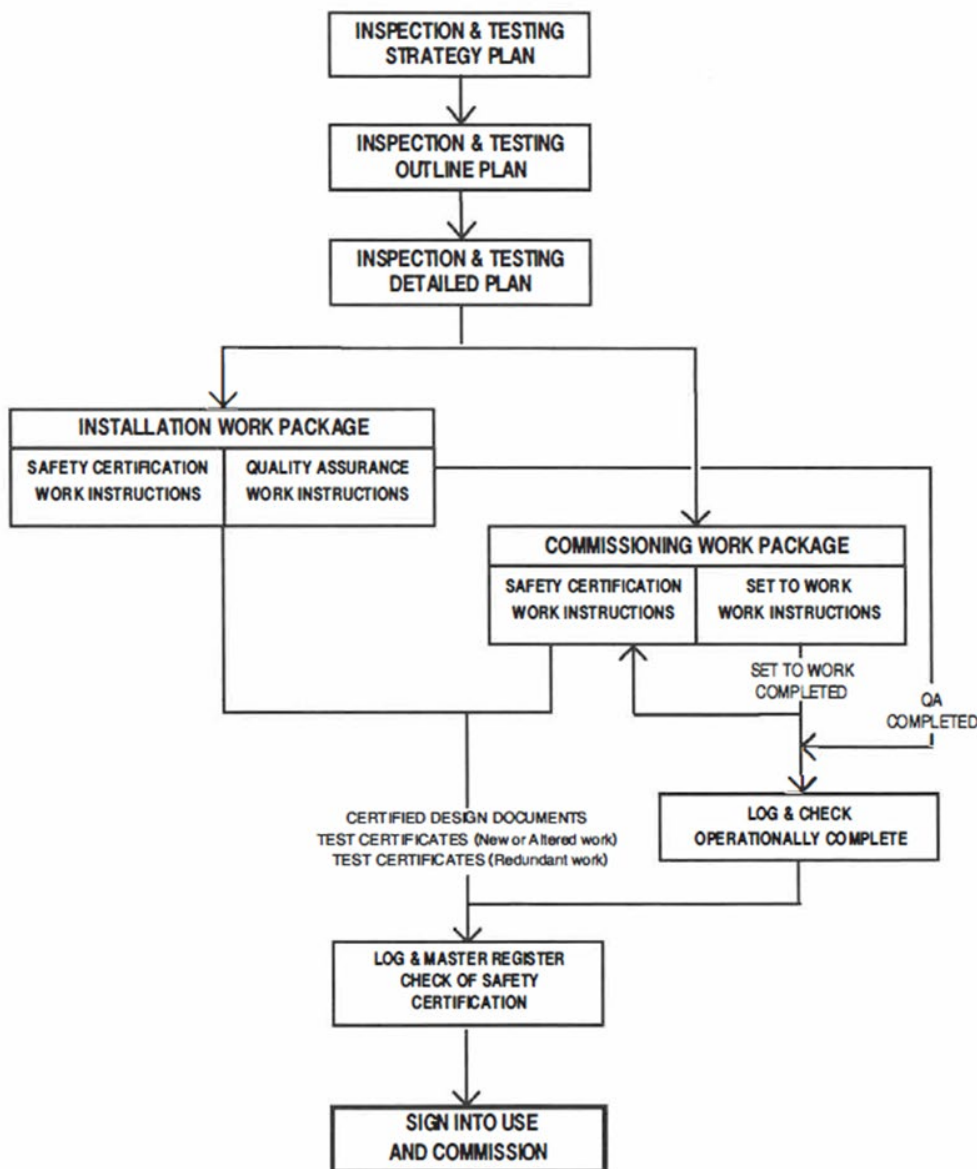 INSPECTION & TESTING
STRATEGY PLAN
INSPECTION & TESTING
OUTLINE PLAN
INSPECTION & TESTING
DETAILED PLAN
INSTALLATION WORK PACKAGE
SAFETY CERTIFICATION
WORK INSTRUCTIONS
QUALITY ASSURANCE
WORK INSTRUCTIONS
COMMISSIONING WORK PACKAGE
SAFETY CERTIFICATION
WORK INSTRUCTIONS
SET TO WORK
WORK INSTRUCTIONS
SET TO WORK
COMPLETED
QA
COMPLETED
CERTIFIED DESIGN DOCUMENTS
TEST CERTIFICATES (New or Altered work)
TEST CERTIFICATES (Redundant work)
LOG & CHECK
OPERATIONALLY COMPLETE
LOG & MASTER REGISTER
CHECK OF SAFETY
CERTIFICATION
SIGN INTO USE
AND COMMISSION